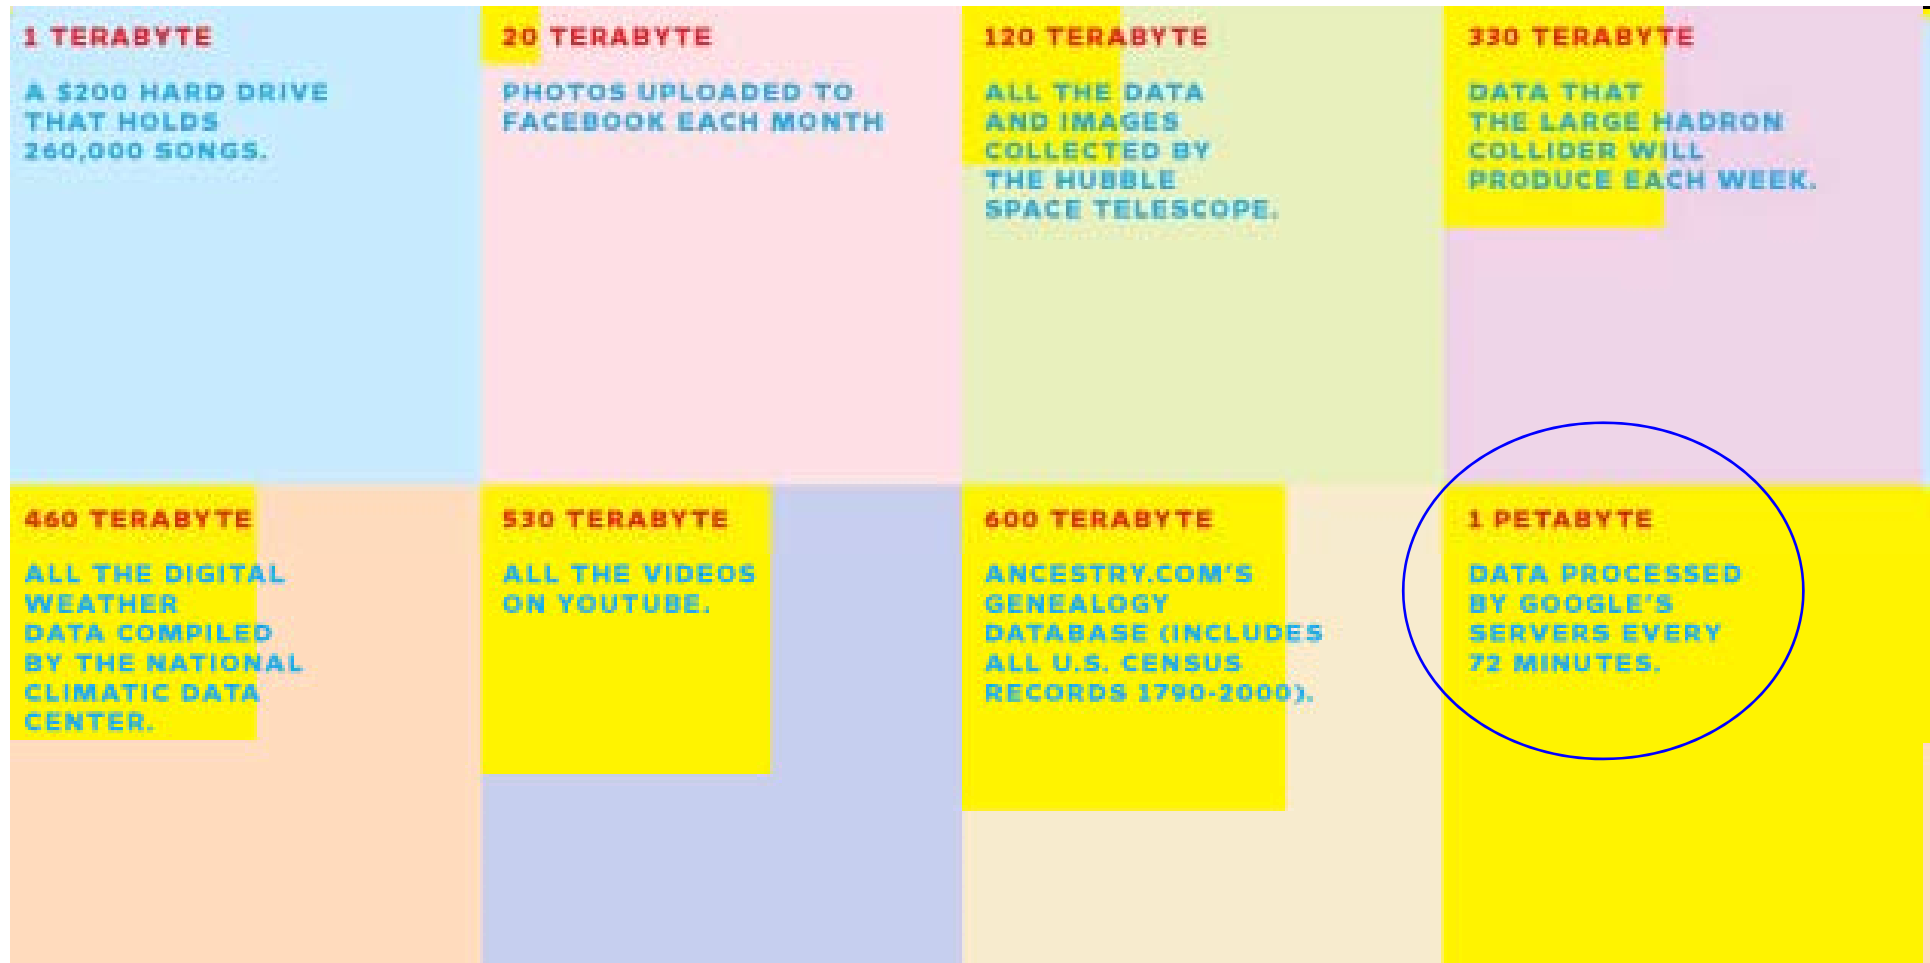 1 TERABYTE
A $200 HARD DRIVE
THAT HOLDS
260,000 SONGS.
20 TERABYTE
PHOTOS UPLOADED TO
FACEBOOK EACH MONTH
120 TERABYTE
ALL THE DATA
AND IMAGES
COLLECTED BY
THE HUBBLE
SPACE TELESCOPE.
330 TERABYTE
DATA THAT
THE LARGE HADRON
COLLIDER WILL
PRODUCE EACH WEEK.
460 TERABYTE
ALL THE DIGITAL
WEATHER
DATA COMPILED
BY THE NATIONAL
CLIMATIC DATA
CENTER.
530 TERABYTE
ALL THE VIDEOS
ON YOUTUBE.
600 TERABYTE
ANCESTRY.COM'S
GENEALOGY
DATABASE (INCLUDES
ALL U.S. CENSUS
RECORDS 1790-2000).
1 PETABYTE
DATA PROCESSED
BY GOOGLE'S
SERVERS EVERY
72 MINUTES.